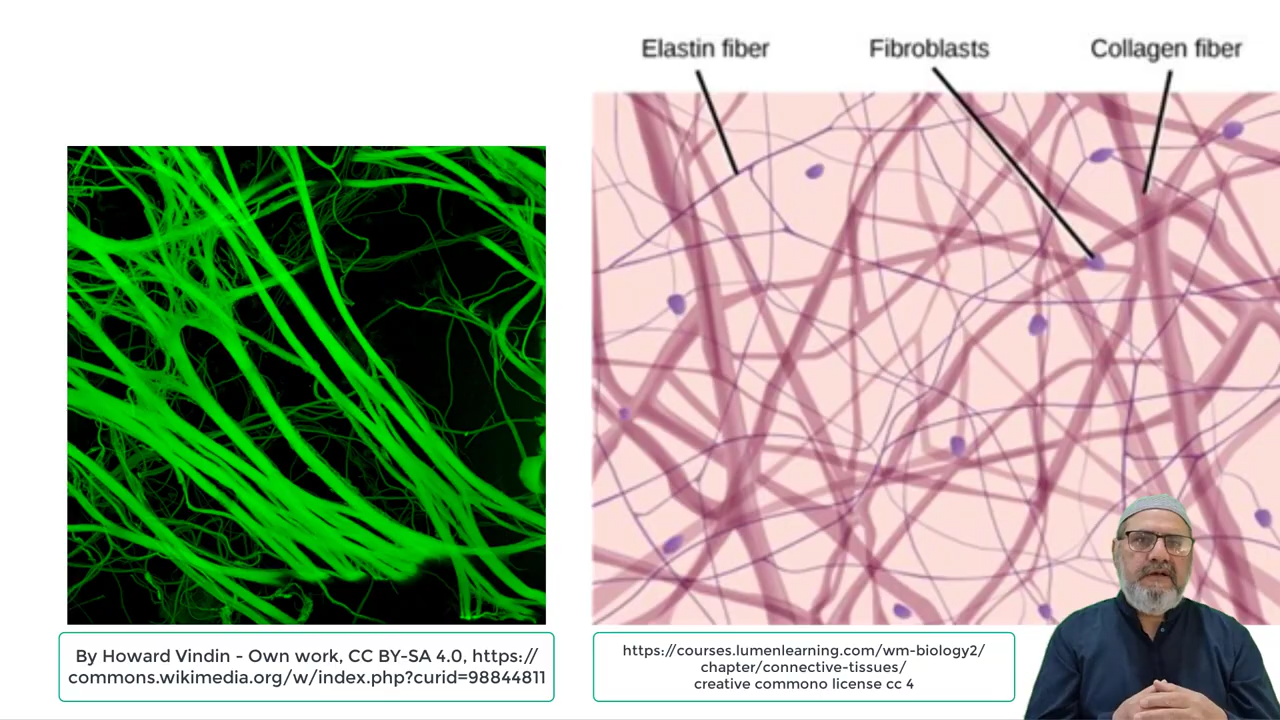 Elastin fiber
Fibroblasts
Collagen fiber
By Howard Vindin - Own work, CC BY-SA 4.0, https://
commons.wikimedia.org/w/index.php?curid=98844811
https://courses.lumenlearning.com/wm-biology2/
chapter/connective-tissues/
creative commono license cc 4